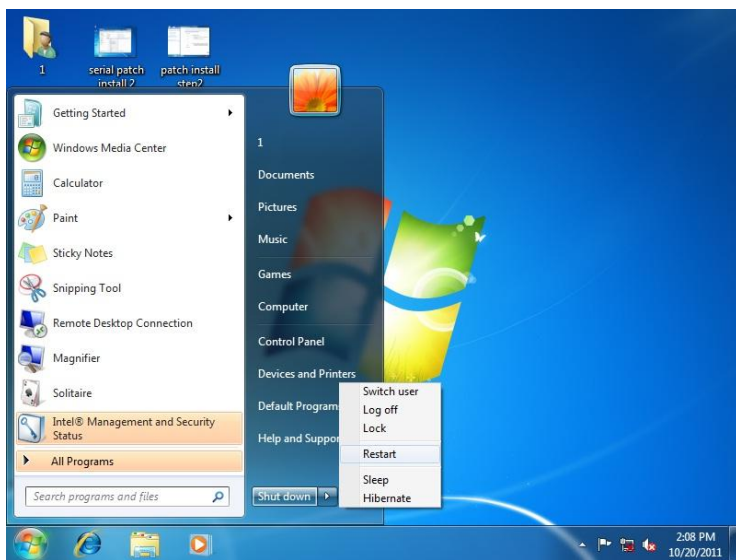 1
serial patch
install 2
patch install
step2
Getting Started
Windows Media Center
Calculator
Paint
Sticky Notes
Snipping Tool
Remote Desktop Connection
Magnifier
Solitaire
Intel® Management and Security
Status
All Programs
Search programs and files
1
Documents
Pictures
Music
Games
Computer
Control Panel
Devices and Printers
Default Program
Help and Suppor
Shut down
Switch user
Log off
Lock
Restart
Sleep
Hibernate
2:08 PM
10/20/2011